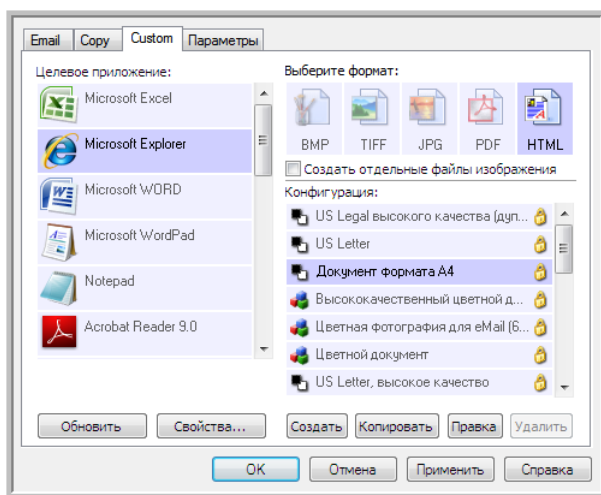 Email Copy Custom Параметры
Целевое приложение:
Microsoft Excel
Microsoft Explorer
Microsoft WORD
Microsoft WordPad
Notepad
Acrobat Reader 9.0
Обновить Свойства...
Выберите формат:
BMP TIFF JPG PDF HTML
Создать отдельные файлы изображения
Конфигурация:
US Legal высокого качества (дуп...
US Letter
Документ формата A4
Высококачественный цветной д...
Цветная фотография для eMail (6...
Цветной документ
US Letter, высокое качество
Создать Копировать Правка Удалить
OK Отмена Применить Справка